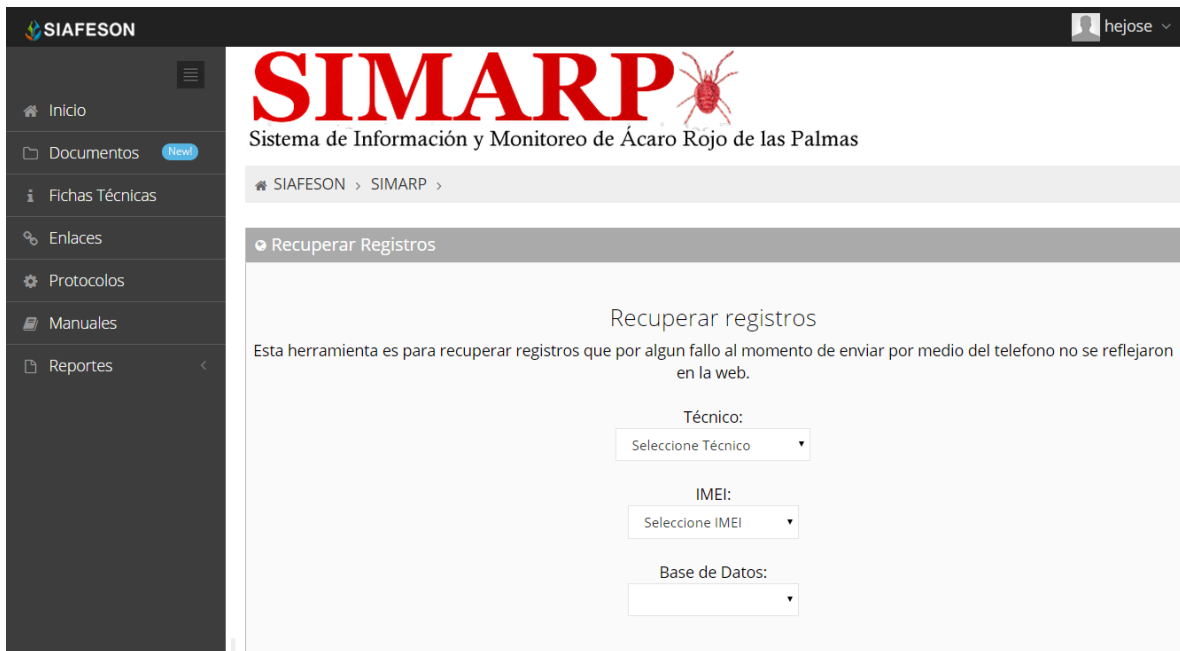 SIAFESON
hejose
Inicio
Documentos New!
Fichas Técnicas
Enlaces
Protocolos
Manuales
Reportes
SIMARP
Sistema de Información y Monitoreo de Ácaro Rojo de las Palmas
SIAFESON > SIMARP >
Recuperar Registros
Recuperar registros
Esta herramienta es para recuperar registros que por algun fallo al momento de enviar por medio del telefono no se reflejaron
en la web.
Técnico:
Seleccione Técnico
IMEI:
Seleccione IMEI
Base de Datos: